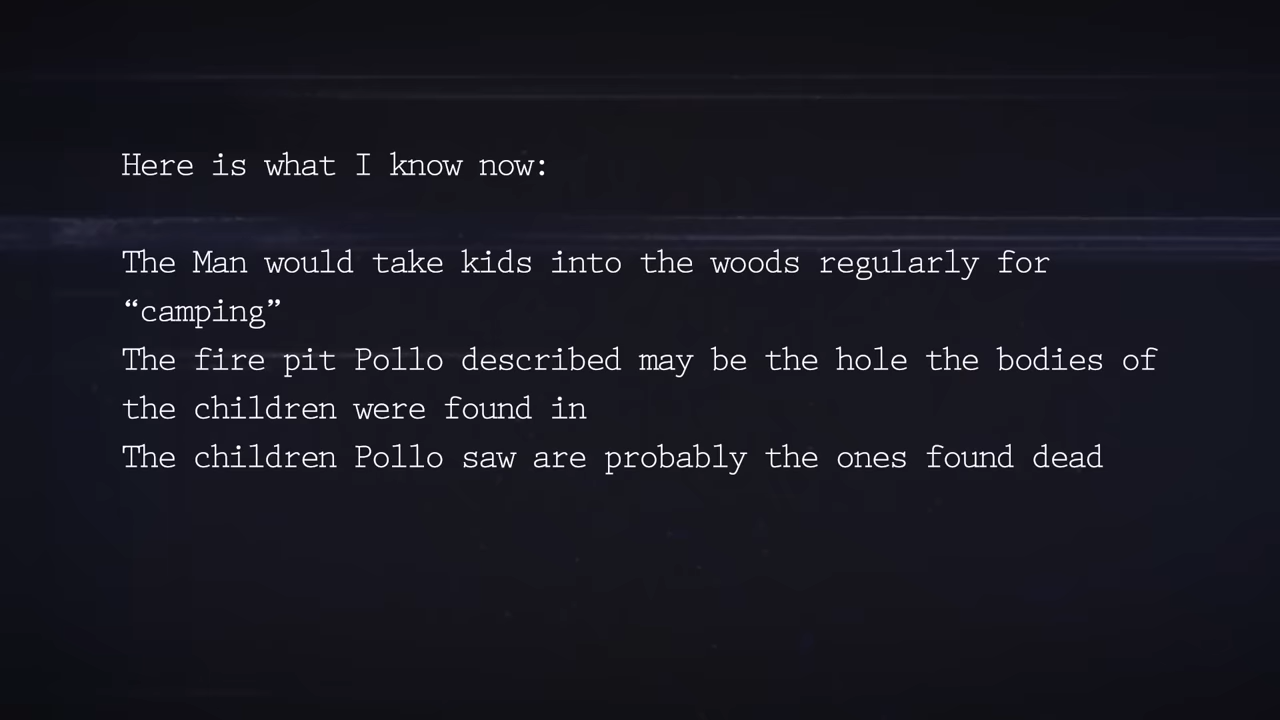 Here is what I know now:
The Man would take kids into the woods regularly for
“camping”
The fire pit Pollo described may be the hole the bodies of
the children were found in
The children Pollo saw are probably the ones found dead